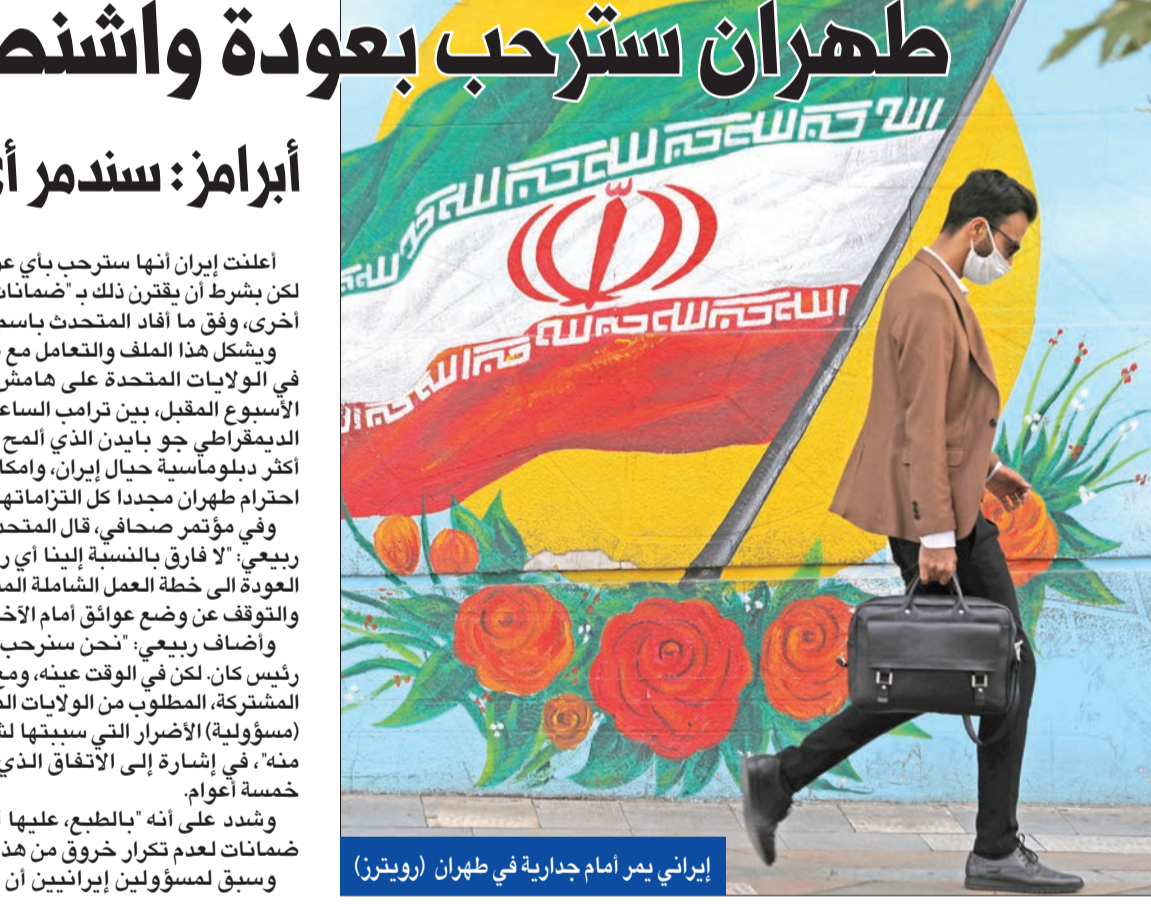 طهران سترحب بعودة واشنط
أبرامز: سندمر أي
أعلنت إيران أنها سترحب بأي عو
لكن بشرط أن يقترن ذلك بـ "ضمانات
أخرى، وفق ما أفاد المتحدث باسم
ويشكل هذا الملف والتعامل مع
في الولايات المتحدة على هامش
الأسبوع المقبل، بين ترامب الساع
الديمقراطي جو بايدن الذي ألمح
أكثر دبلوماسية حيال إيران، وامكا
احترام طهران مجددا كل التزاماته
وفي مؤتمر صحافي، قال المتحد
ربيعي: "لا فارق بالنسبة إلينا أي ر
العودة الى خطة العمل الشاملة الم
والتوقف عن وضع عوائق أمام الآخ
وأضاف ربيعي: "نحن سنرحب
رئيس كان. لكن في الوقت عينه، ومع
المشتركة، المطلوب من الولايات الم
(مسؤولية) الأضرار التي سببتها لش
منه"، في إشارة إلى الاتفاق الذي
خمسة أعوام.
وشدد على أنه "بالطبع، عليها أ
ضمانات لعدم تكرار خروق من هذ
وسبق لمسؤولين إيرانيين أن
إيراني يمر أمام جدارية في طهران (رويترز)